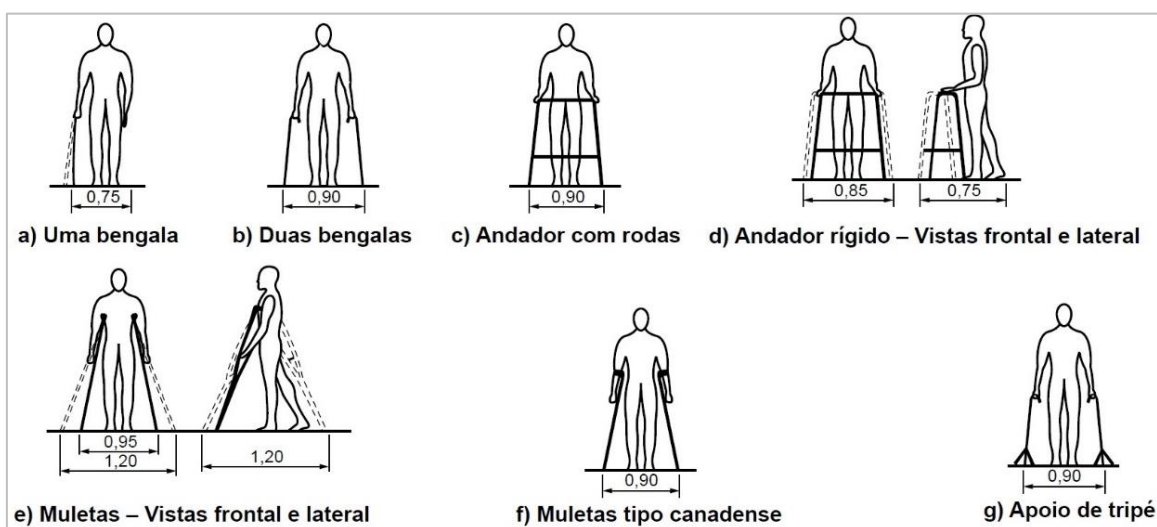 0,75
0,90
0,90
0,85
0,75
a) Uma bengala
b) Duas bengalas
c) Andador com rodas
d) Andador rígido – Vistas frontal e lateral
0,95
1,20
1,20
0,90
0,90
e) Muletas – Vistas frontal e lateral
f) Muletas tipo canadense
g) Apoio de tripé